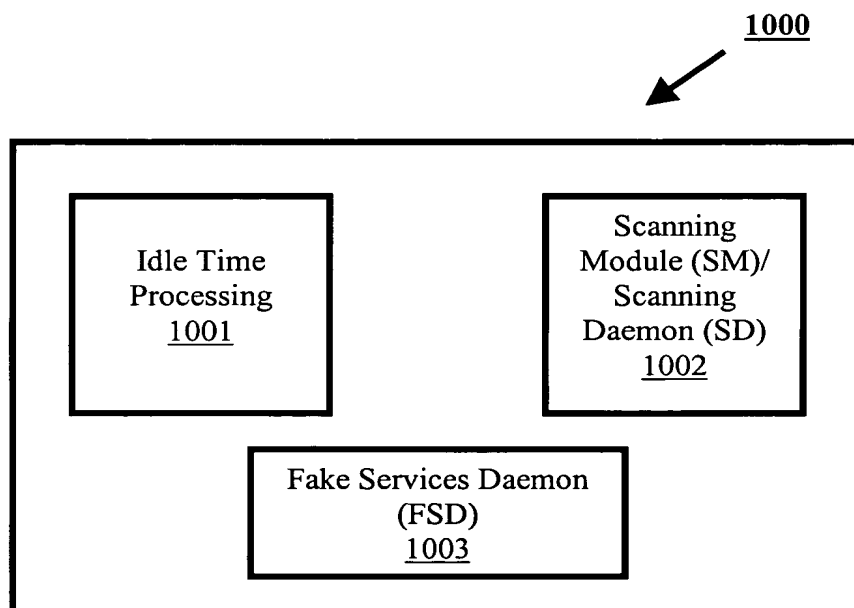 1000
Idle Time
Processing
1001
Scanning
Module (SM)/
Scanning
Daemon (SD)
1002
Fake Services Daemon
(FSD)
1003